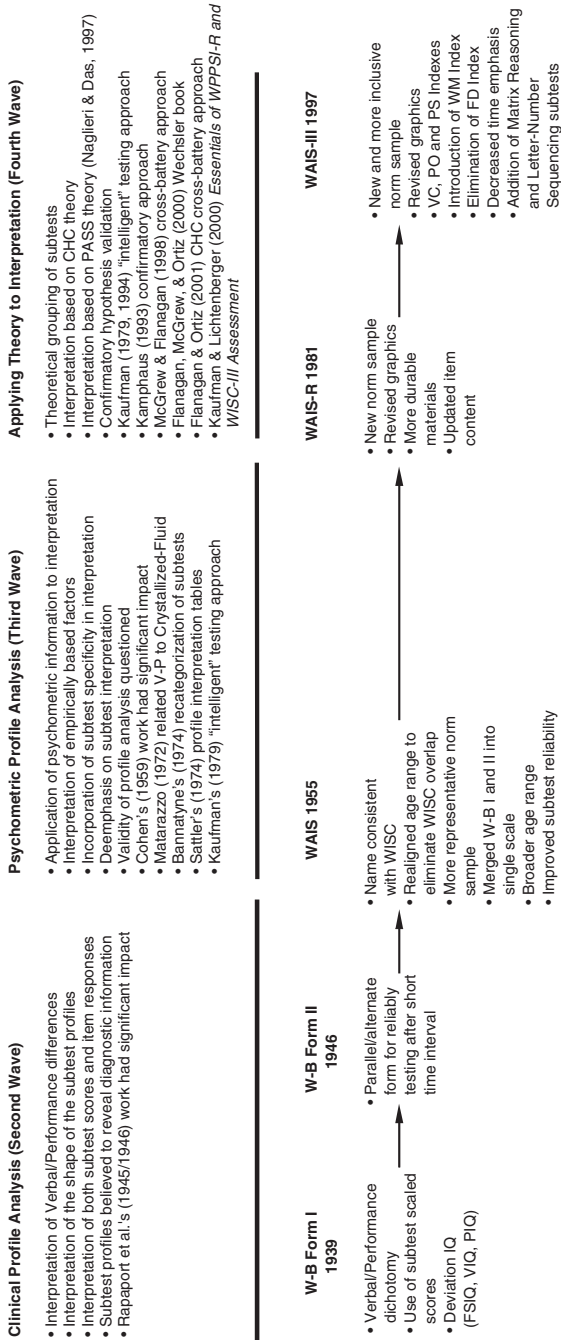 Clinical Profile Analysis (Second Wave)
• Interpretation of Verbal/Performance differences
• Interpretation of the shape of the subtest profiles
• Interpretation of both subtest scores and item responses
• Subtest profiles believed to reveal diagnostic information
• Rapaport et al.'s (1945/1946) work had significant impact
Psychometric Profile Analysis (Third Wave)
• Application of psychometric information to interpretation
• Interpretation of empirically based factors
• Incorporation of subtest specificity in interpretation
• Deemphasis on subtest interpretation
• Validity of profile analysis questioned
• Cohen's (1959) work had significant impact
• Matarazzo (1972) related V-P to Crystallized-Fluid
• Bannatyne's (1974) recategorization of subtests
• Sattler's (1974) profile interpretation tables
• Kaufman's (1979) "intelligent" testing approach
Applying Theory to Interpretation (Fourth Wave)
• Theoretical grouping of subtests
• Interpretation based on CHC theory
• Interpretation based on PASS theory (Naglieri & Das, 1997)
• Confirmatory hypothesis validation
• Kaufman (1979, 1994) "intelligent" testing approach
• Kamphaus (1993) confirmatory approach
• McGrew & Flanagan (1998) cross-battery approach
• Flanagan, McGrew, & Ortiz (2000) Wechsler book
• Flanagan & Ortiz (2001) CHC cross-battery approach
• Kaufman & Lichtenberger (2000) Essentials of WPPSI-R and
WISC-III Assessment
W-B Form I
1939
• Verbal/Performance
dichotomy
• Use of subtest scaled
scores
• Deviation IQ
(FSIQ, VIQ, PIQ)
W-B Form II
1946
• Parallel/alternate
form for reliably
testing after short
time interval
WAIS 1955
• Name consistent
with WISC
• Realigned age range to
eliminate WISC overlap
• More representative norm
sample
• Merged W-B I and II into
single scale
• Broader age range
• Improved subtest reliability
WAIS-R 1981
• New norm sample
• Revised graphics
• More durable
materials
• Updated item
content
WAIS-III 1997
• New and more inclusive
norm sample
• Revised graphics
• VC, PO and PS Indexes
• Introduction of WM Index
• Elimination of FD Index
• Decreased time emphasis
• Addition of Matrix Reasoning
and Letter-Number
Sequencing subtests